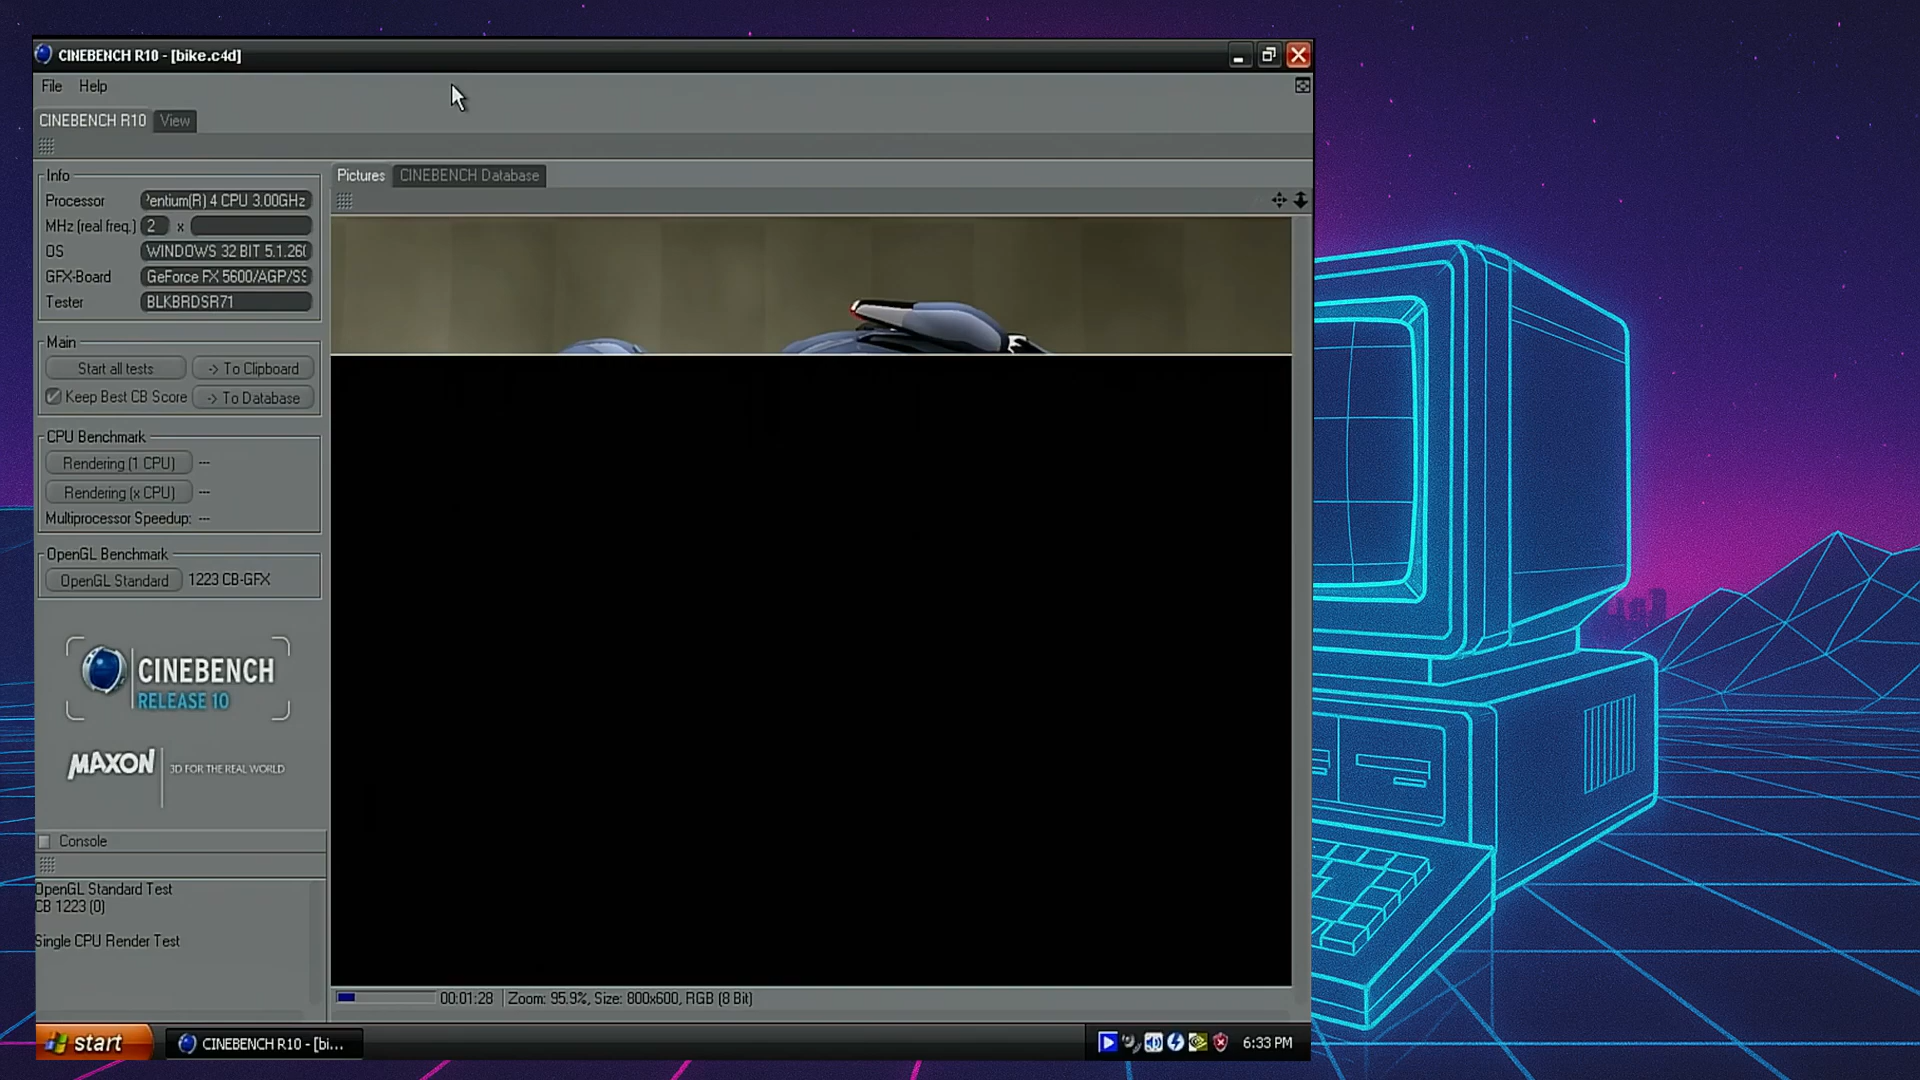 CINEBENCH R10 - [bike.c4d]
File Help
CINEBENCH R10 View
Info
Processor entium(R) 4 CPU 3.00GHz
MHz (real freq.) 2 x
OS WINDOWS 32 BIT 5.1.260
GFX-Board GeForce FX 5600/AGP/SS
Tester BLKBRDSR71
Main
Start all tests -> To Clipboard
Keep Best CB Score -> To Database
CPU Benchmark
Rendering (1 CPU) ---
Rendering (x CPU) ---
Multiprocessor Speedup: ---
OpenGL Benchmark
OpenGL Standard 1223 CB-GFX
CINEBENCH
RELEASE 10
MAXON 3D FOR THE REAL WORLD
Console
OpenGL Standard Test
CB 1223 (0)
Single CPU Render Test
Pictures CINEBENCH Database
00:01:28 Zoom: 95.9%, Size: 800x600, RGB (8 Bit)
start CINEBENCH R10 - [bi... 6:33 PM